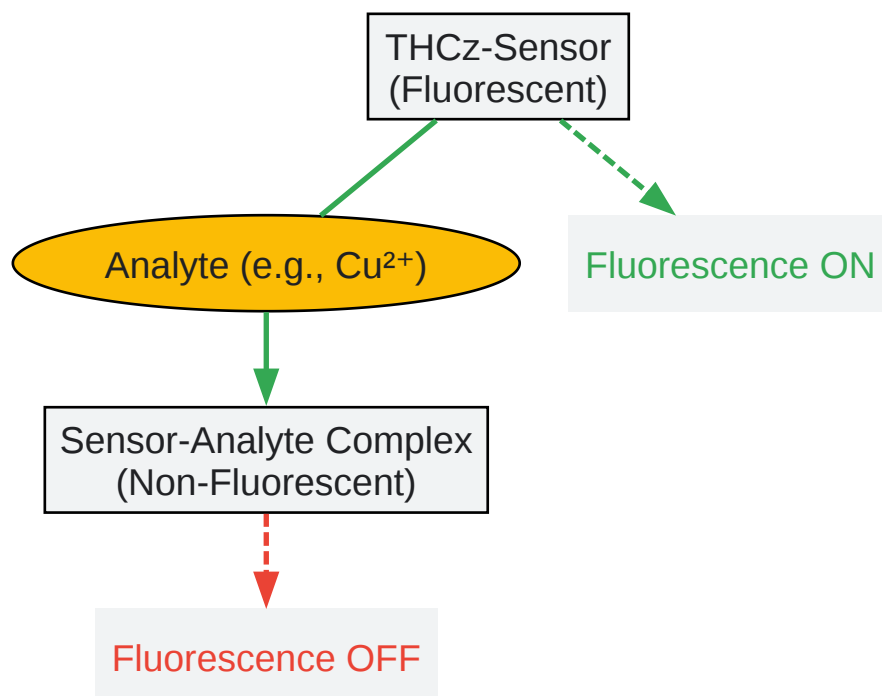 THCz-Sensor
(Fluorescent)
Analyte (e.g., Cu²⁺)
Fluorescence ON
Sensor-Analyte Complex
(Non-Fluorescent)
Fluorescence OFF